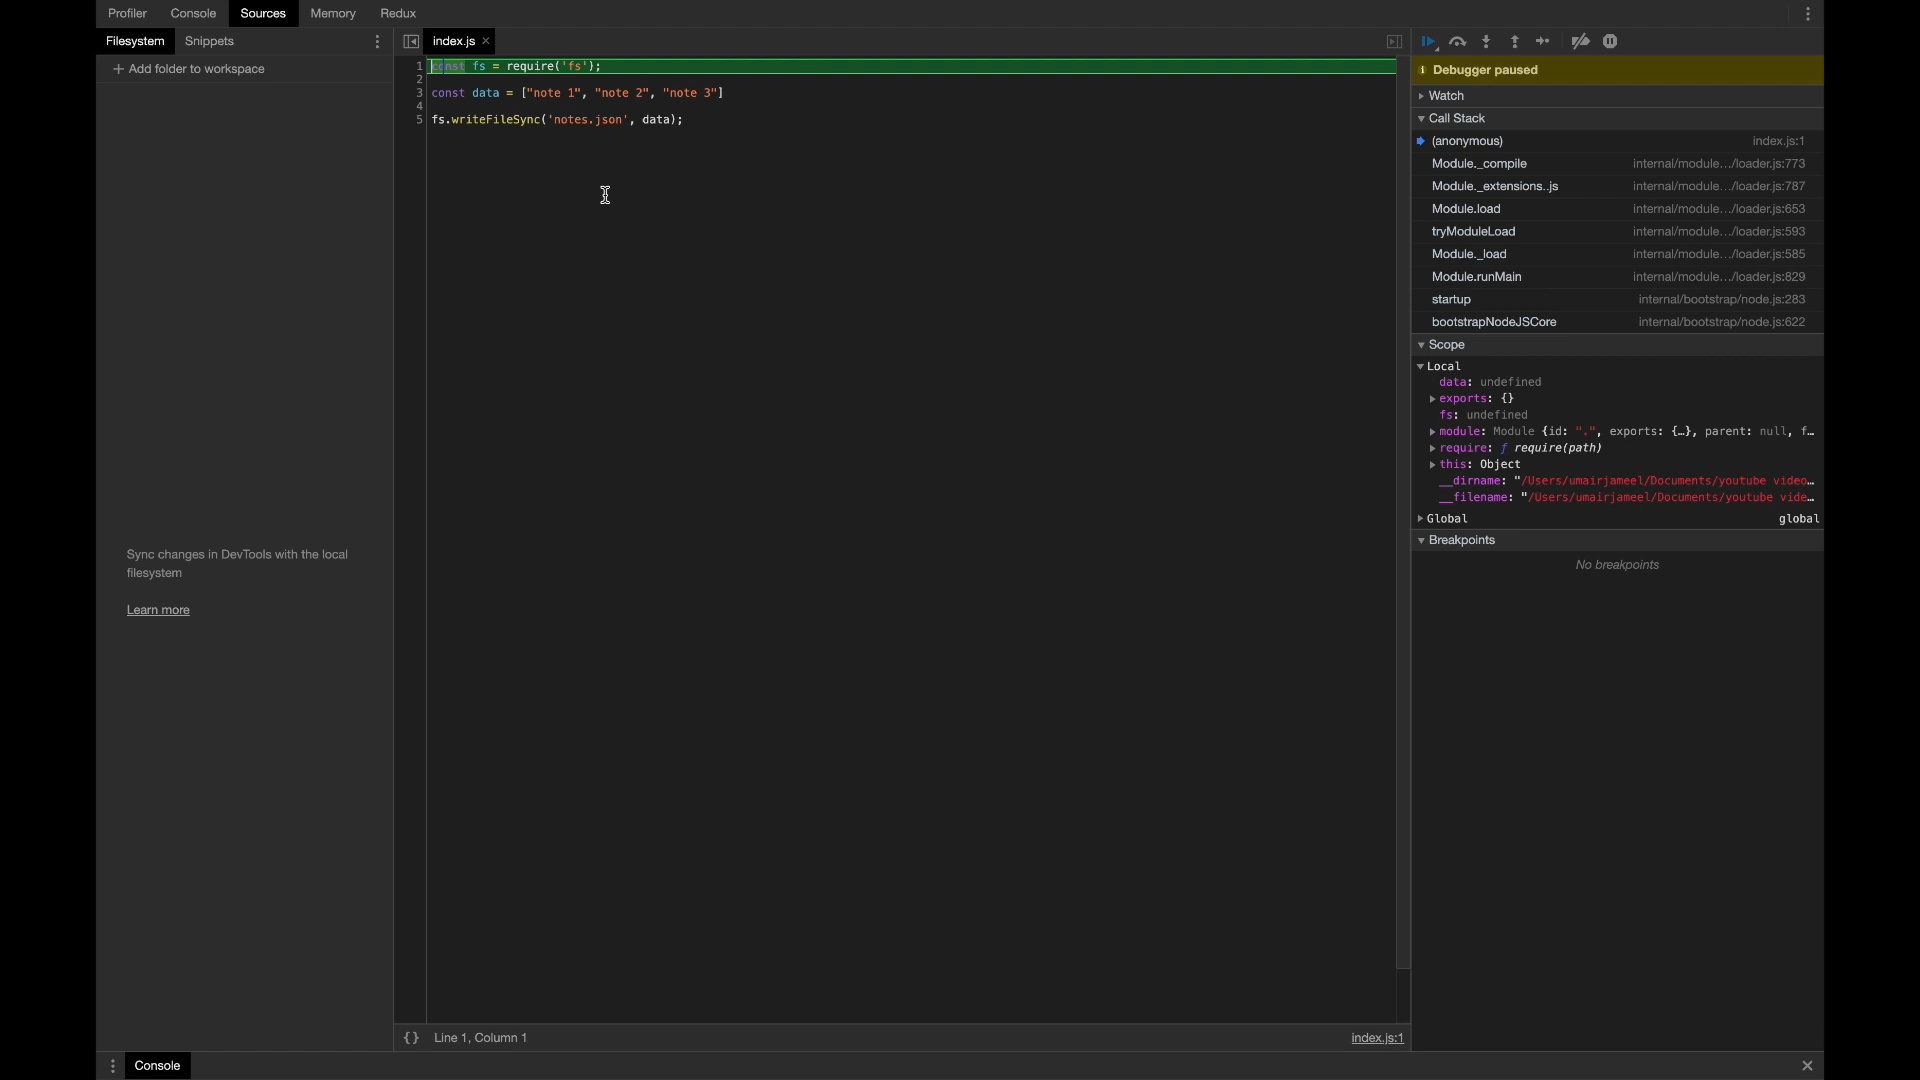 Profiler Console Sources Memory Redux
Filesystem Snippets
index.js
Add folder to workspace
1 const fs = require('fs');
2
3 const data = ["note 1", "note 2", "note 3"]
4
5 fs.writeFileSync('notes.json', data);
Sync changes in DevTools with the local
filesystem
Learn more
{} Line 1, Column 1
index.js:1
Debugger paused
Watch
Call Stack
(anonymous) index.js:1
Module._compile internal/module…/loader.js:773
Module._extensions..js internal/module…/loader.js:787
Module.load internal/module…/loader.js:653
tryModuleLoad internal/module…/loader.js:593
Module._load internal/module…/loader.js:585
Module.runMain internal/module…/loader.js:829
startup internal/bootstrap/node.js:283
bootstrapNodeJSCore internal/bootstrap/node.js:622
Scope
Local
data: undefined
exports: {}
fs: undefined
module: Module {id: ".", exports: {…}, parent: null, f…
require: ƒ require(path)
this: Object
__dirname: "/Users/umairjameel/Documents/youtube video…
__filename: "/Users/umairjameel/Documents/youtube vide…
Global global
Breakpoints
No breakpoints
Console